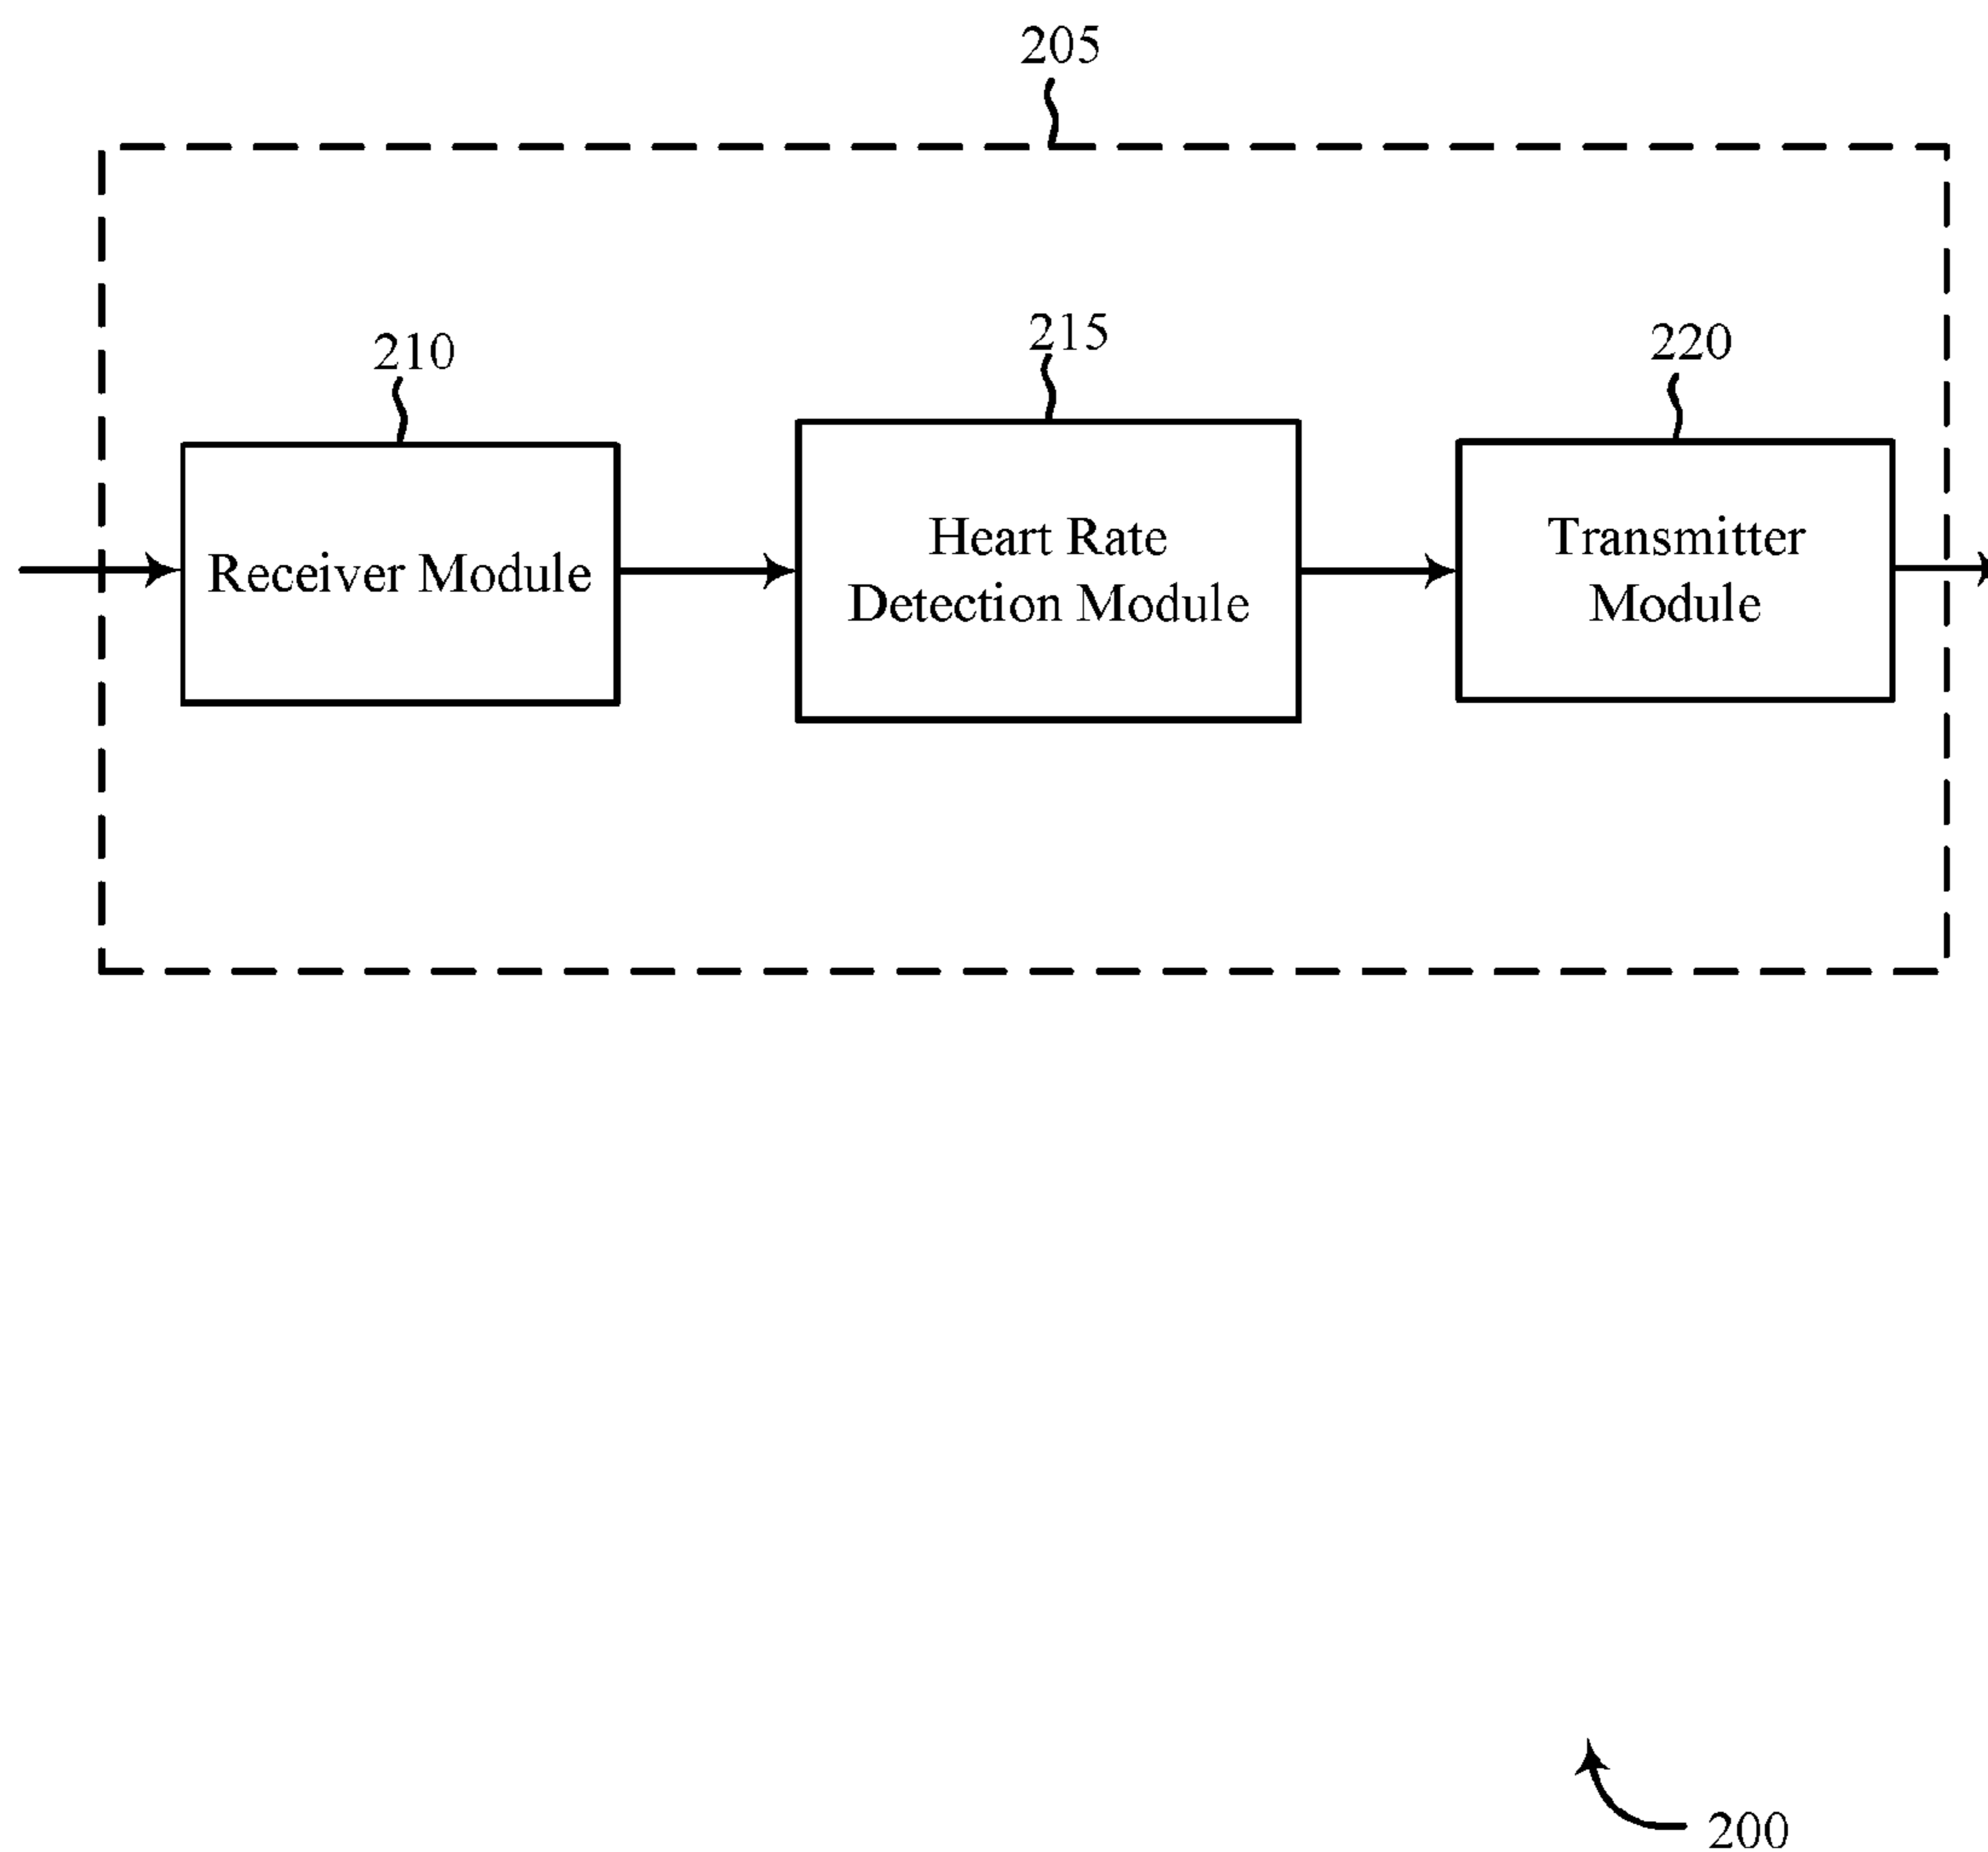 205
210
215
220
Receiver Module
Heart Rate
Detection Module
Transmitter
Module
200